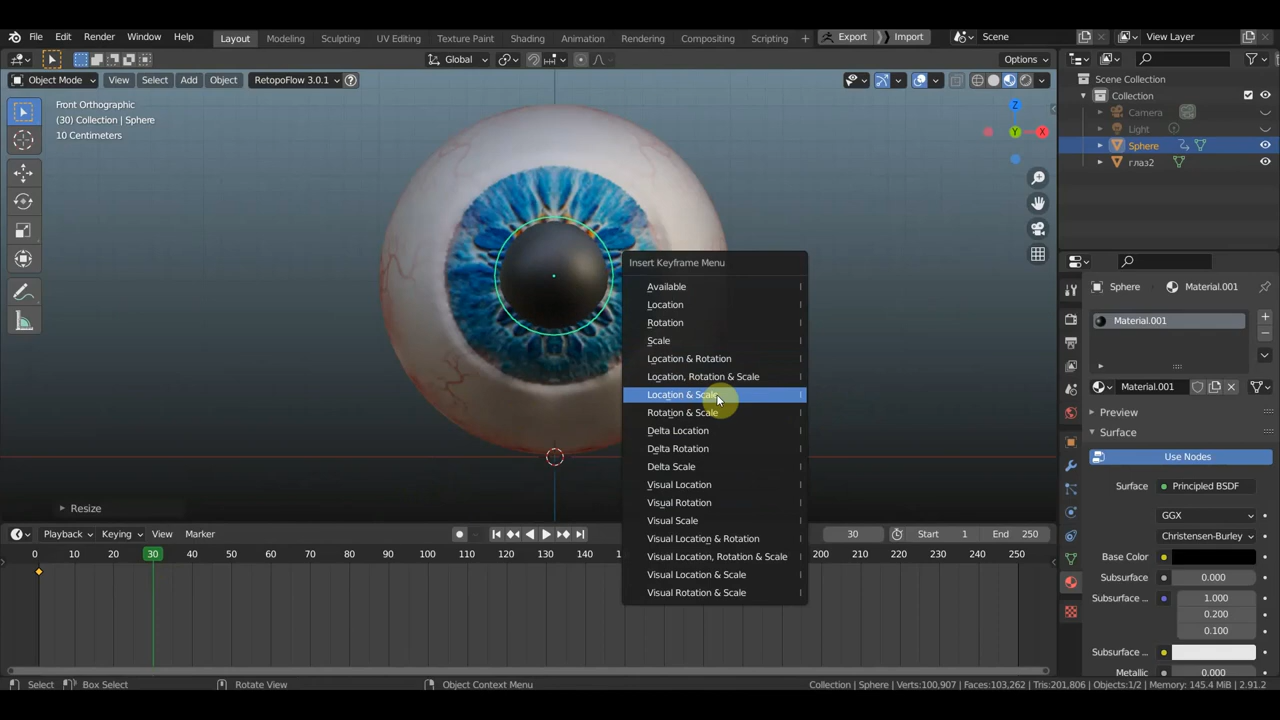 File Edit Render Window Help Layout Modeling Sculpting UV Editing Texture Paint Shading Animation Rendering Compositing Scripting + Export Import Scene View Layer
Global Options
Object Mode View Select Add Object RetopoFlow 3.0.1
Front Orthographic
(30) Collection | Sphere
10 Centimeters
Z
Y
X
Scene Collection
Collection
Camera
Light
Sphere
глаз2
Insert Keyframe Menu
Available I
Location I
Rotation I
Scale I
Location & Rotation I
Location, Rotation & Scale I
Location & Scale I
Rotation & Scale I
Delta Location I
Delta Rotation I
Delta Scale I
Visual Location I
Visual Rotation I
Visual Scale I
Visual Location & Rotation I
Visual Location, Rotation & Scale I
Visual Location & Scale I
Visual Rotation & Scale I
Resize
Playback Keying View Marker 30 Start 1 End 250
0 10 20 30 40 50 60 70 80 90 100 110 120 130 140 200 210 220 230 240 250
Sphere Material.001
Material.001
Material.001
Preview
Surface
Use Nodes
Surface Principled BSDF
GGX
Christensen-Burley
Base Color
Subsurface 0.000
Subsurface ... 1.000
0.200
0.100
Subsurface ...
Metallic 0.000
Select Box Select Rotate View Object Context Menu Collection | Sphere | Verts:100,907 | Faces:103,262 | Tris:201,806 | Objects:1/2 | Memory: 145.4 MiB | 2.91.2